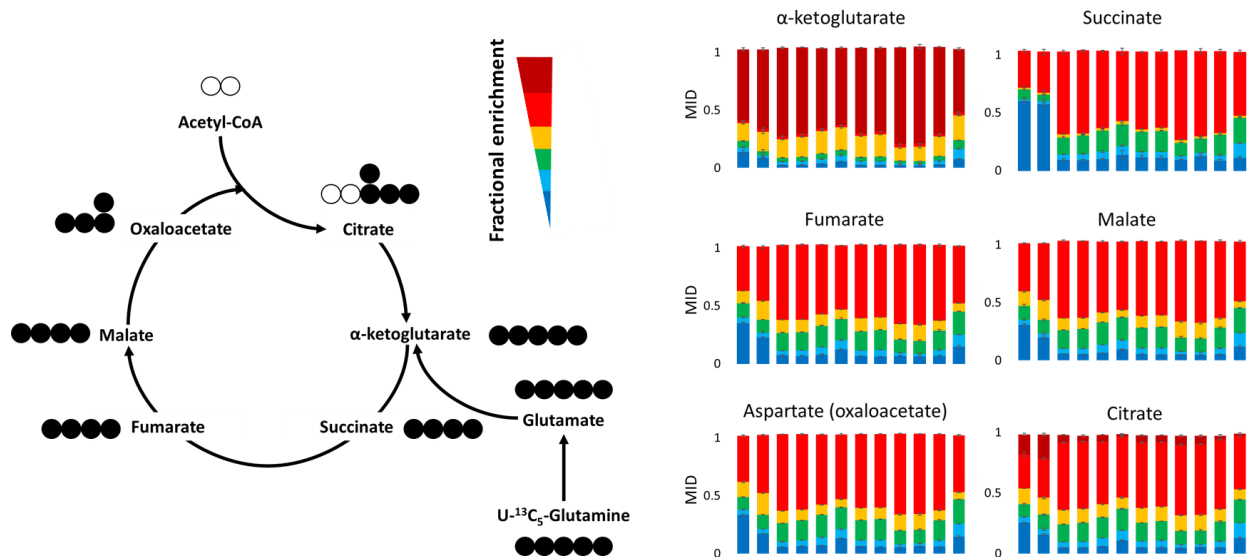 Acetyl-CoA
Oxaloacetate
Citrate
Malate
α-ketoglutarate
Fumarate
Succinate
Glutamate
U-¹³C₅-Glutamine
Fractional enrichment
α-ketoglutarate
MID
1
0.5
0
Succinate
1
0.5
0
Fumarate
MID
1
0.5
0
Malate
1
0.5
0
Aspartate (oxaloacetate)
MID
1
0.5
0
Citrate
1
0.5
0